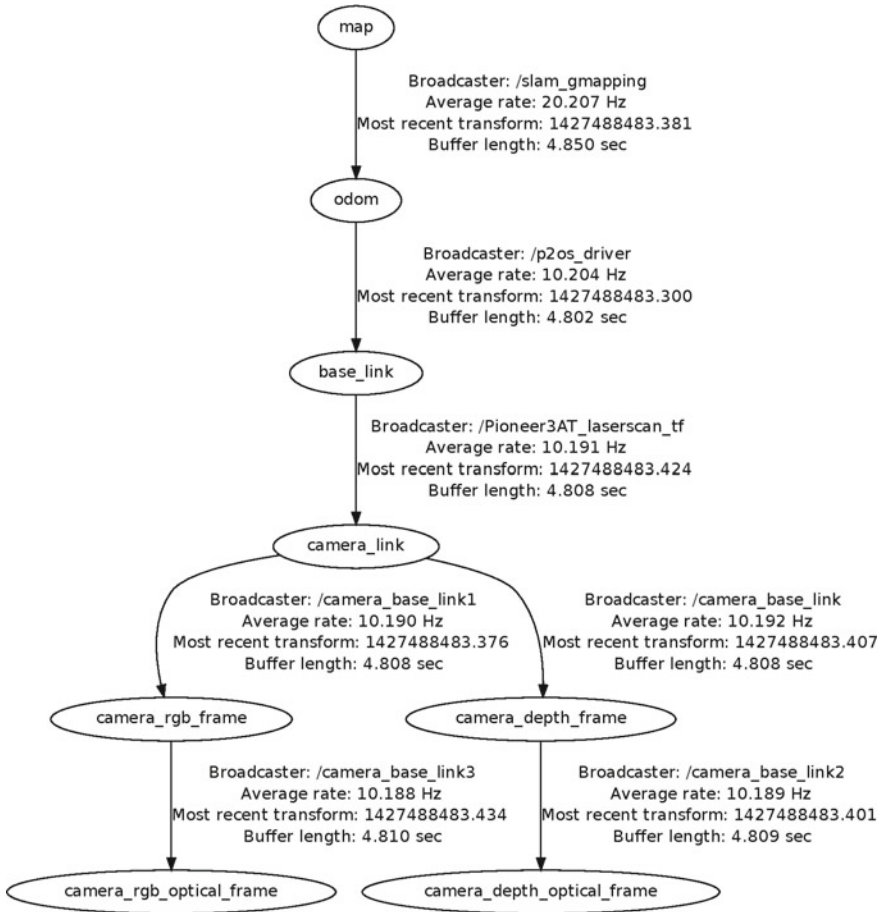 map
Broadcaster: /slam_gmapping
Average rate: 20.207 Hz
Most recent transform: 1427488483.381
Buffer length: 4.850 sec
odom
Broadcaster: /p2os_driver
Average rate: 10.204 Hz
Most recent transform: 1427488483.300
Buffer length: 4.802 sec
base_link
Broadcaster: /Pioneer3AT_laserscan_tf
Average rate: 10.191 Hz
Most recent transform: 1427488483.424
Buffer length: 4.808 sec
camera_link
Broadcaster: /camera_base_link1
Average rate: 10.190 Hz
Most recent transform: 1427488483.376
Buffer length: 4.808 sec
Broadcaster: /camera_base_link
Average rate: 10.192 Hz
Most recent transform: 1427488483.407
Buffer length: 4.808 sec
camera_rgb_frame
camera_depth_frame
Broadcaster: /camera_base_link3
Average rate: 10.188 Hz
Most recent transform: 1427488483.434
Buffer length: 4.810 sec
Broadcaster: /camera_base_link2
Average rate: 10.189 Hz
Most recent transform: 1427488483.401
Buffer length: 4.809 sec
camera_rgb_optical_frame
camera_depth_optical_frame